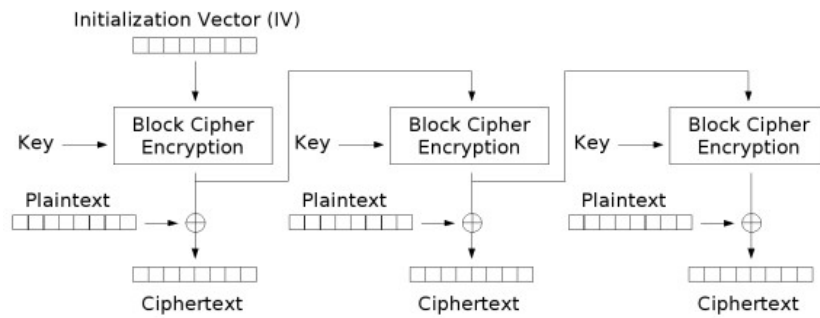 Initialization Vector (IV)
Key
Block Cipher
Encryption
Key
Block Cipher
Encryption
Key
Block Cipher
Encryption
Plaintext
Plaintext
Plaintext
Ciphertext
Ciphertext
Ciphertext